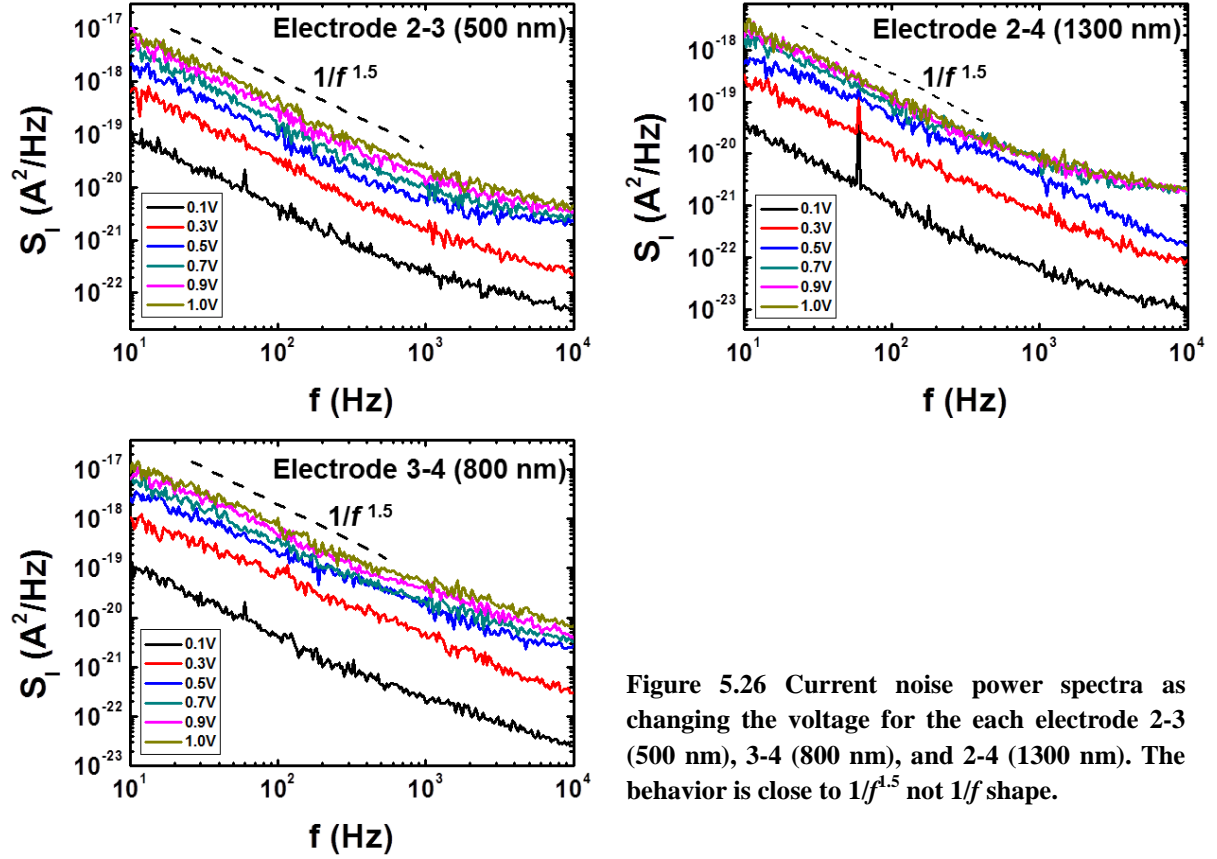 Electrode 2-3 (500 nm)
1/f 1.5
S_I (A^2/Hz)
10^-17
10^-18
10^-19
10^-20
10^-21
10^-22
0.1V
0.3V
0.5V
0.7V
0.9V
1.0V
10^1 10^2 10^3 10^4
f (Hz)
Electrode 2-4 (1300 nm)
1/f 1.5
S_I (A^2/Hz)
10^-18
10^-19
10^-20
10^-21
10^-22
10^-23
0.1V
0.3V
0.5V
0.7V
0.9V
1.0V
10^1 10^2 10^3 10^4
f (Hz)
Electrode 3-4 (800 nm)
1/f 1.5
S_I (A^2/Hz)
10^-17
10^-18
10^-19
10^-20
10^-21
10^-22
10^-23
0.1V
0.3V
0.5V
0.7V
0.9V
1.0V
10^1 10^2 10^3 10^4
f (Hz)
Figure 5.26 Current noise power spectra as
changing the voltage for the each electrode 2-3
(500 nm), 3-4 (800 nm), and 2-4 (1300 nm). The
behavior is close to 1/f^1.5 not 1/f shape.